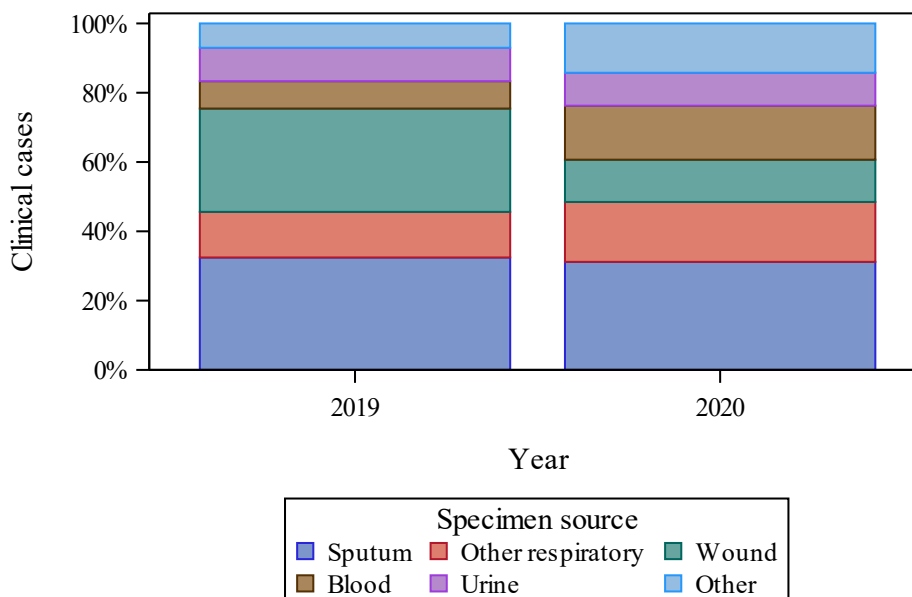 100%
80%
60%
40%
20%
0%
Clinical cases
2019 2020
Year
Specimen source
Sputum Other respiratory Wound
Blood Urine Other